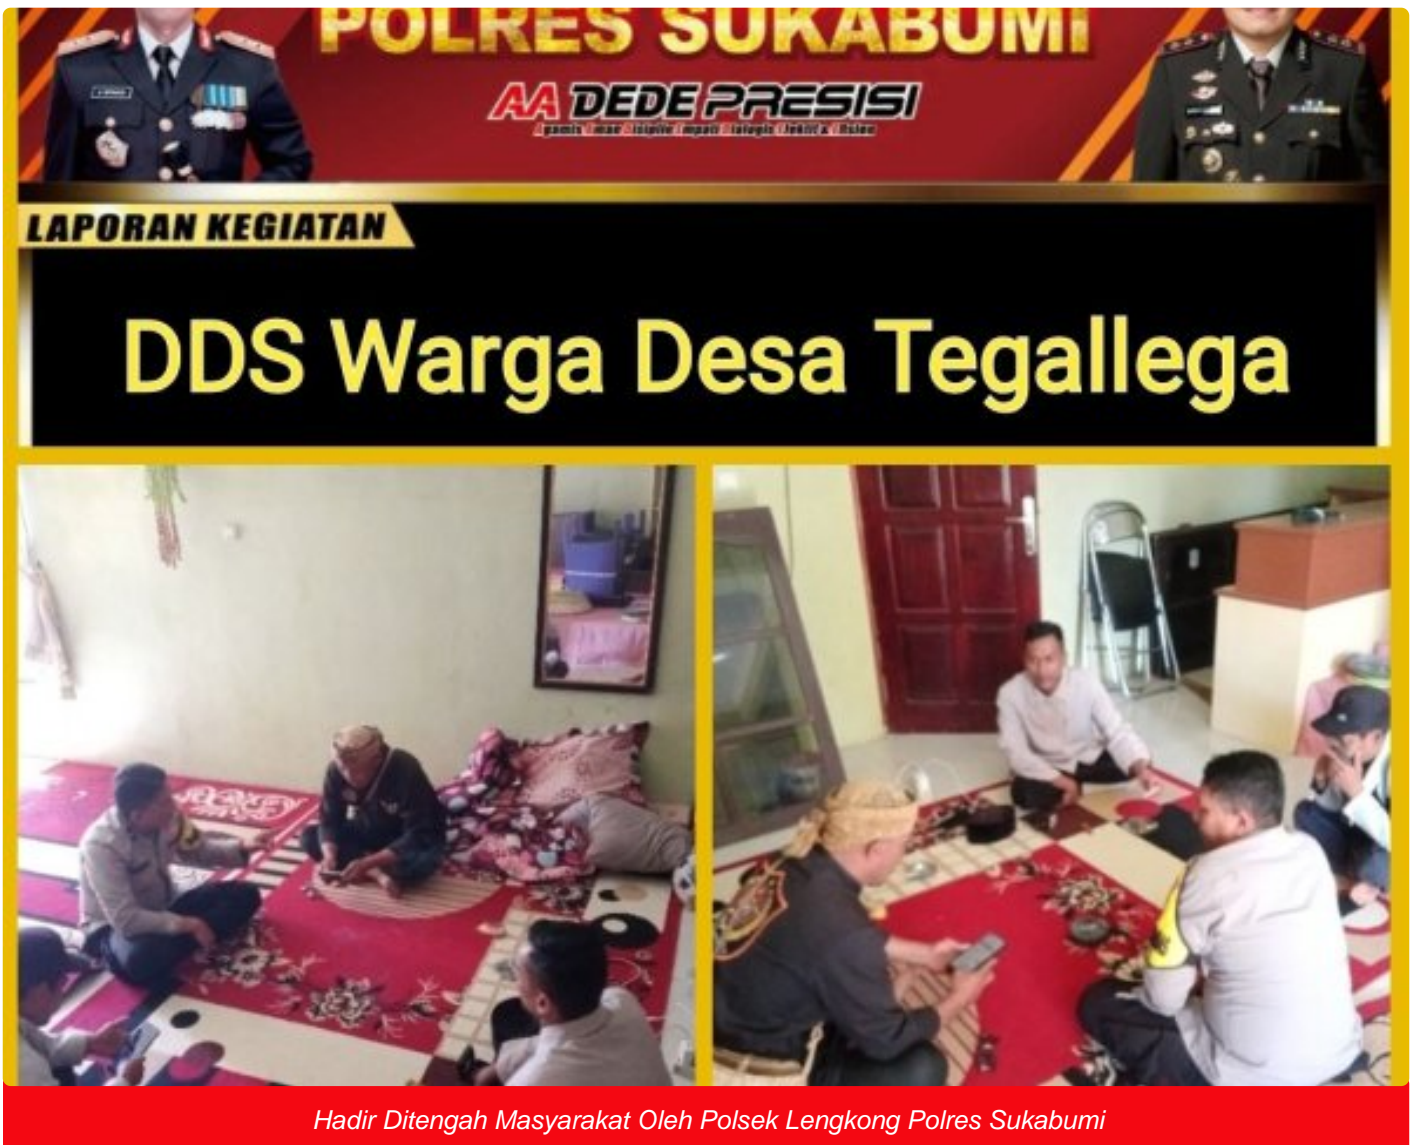 POLRES SUKABUMI
AA DEDE PRESISI
LAPORAN KEGIATAN
DDS Warga Desa Tegallega
Hadir Ditengah Masyarakat Oleh Polsek Lengkong Polres Sukabumi